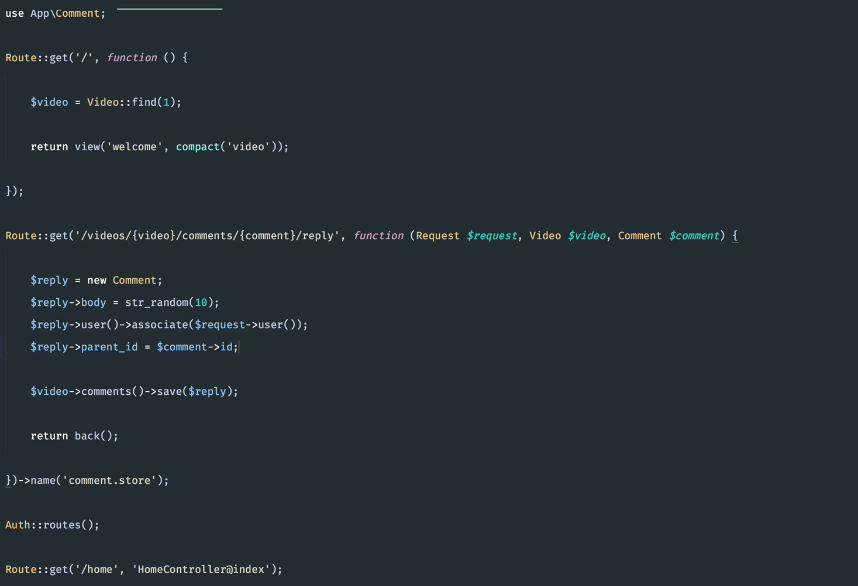 use App\Comment;
Route::get('/', function () {
$video = Video::find(1);
return view('welcome', compact('video'));
});
Route::get('/videos/{video}/comments/{comment}/reply', function (Request $request, Video $video, Comment $comment) {
$reply = new Comment;
$reply->body = str_random(10);
$reply->user()->associate($request->user());
$reply->parent_id = $comment->id;
$video->comments()->save($reply);
return back();
})->name('comment.store');
Auth::routes();
Route::get('/home', 'HomeController@index');